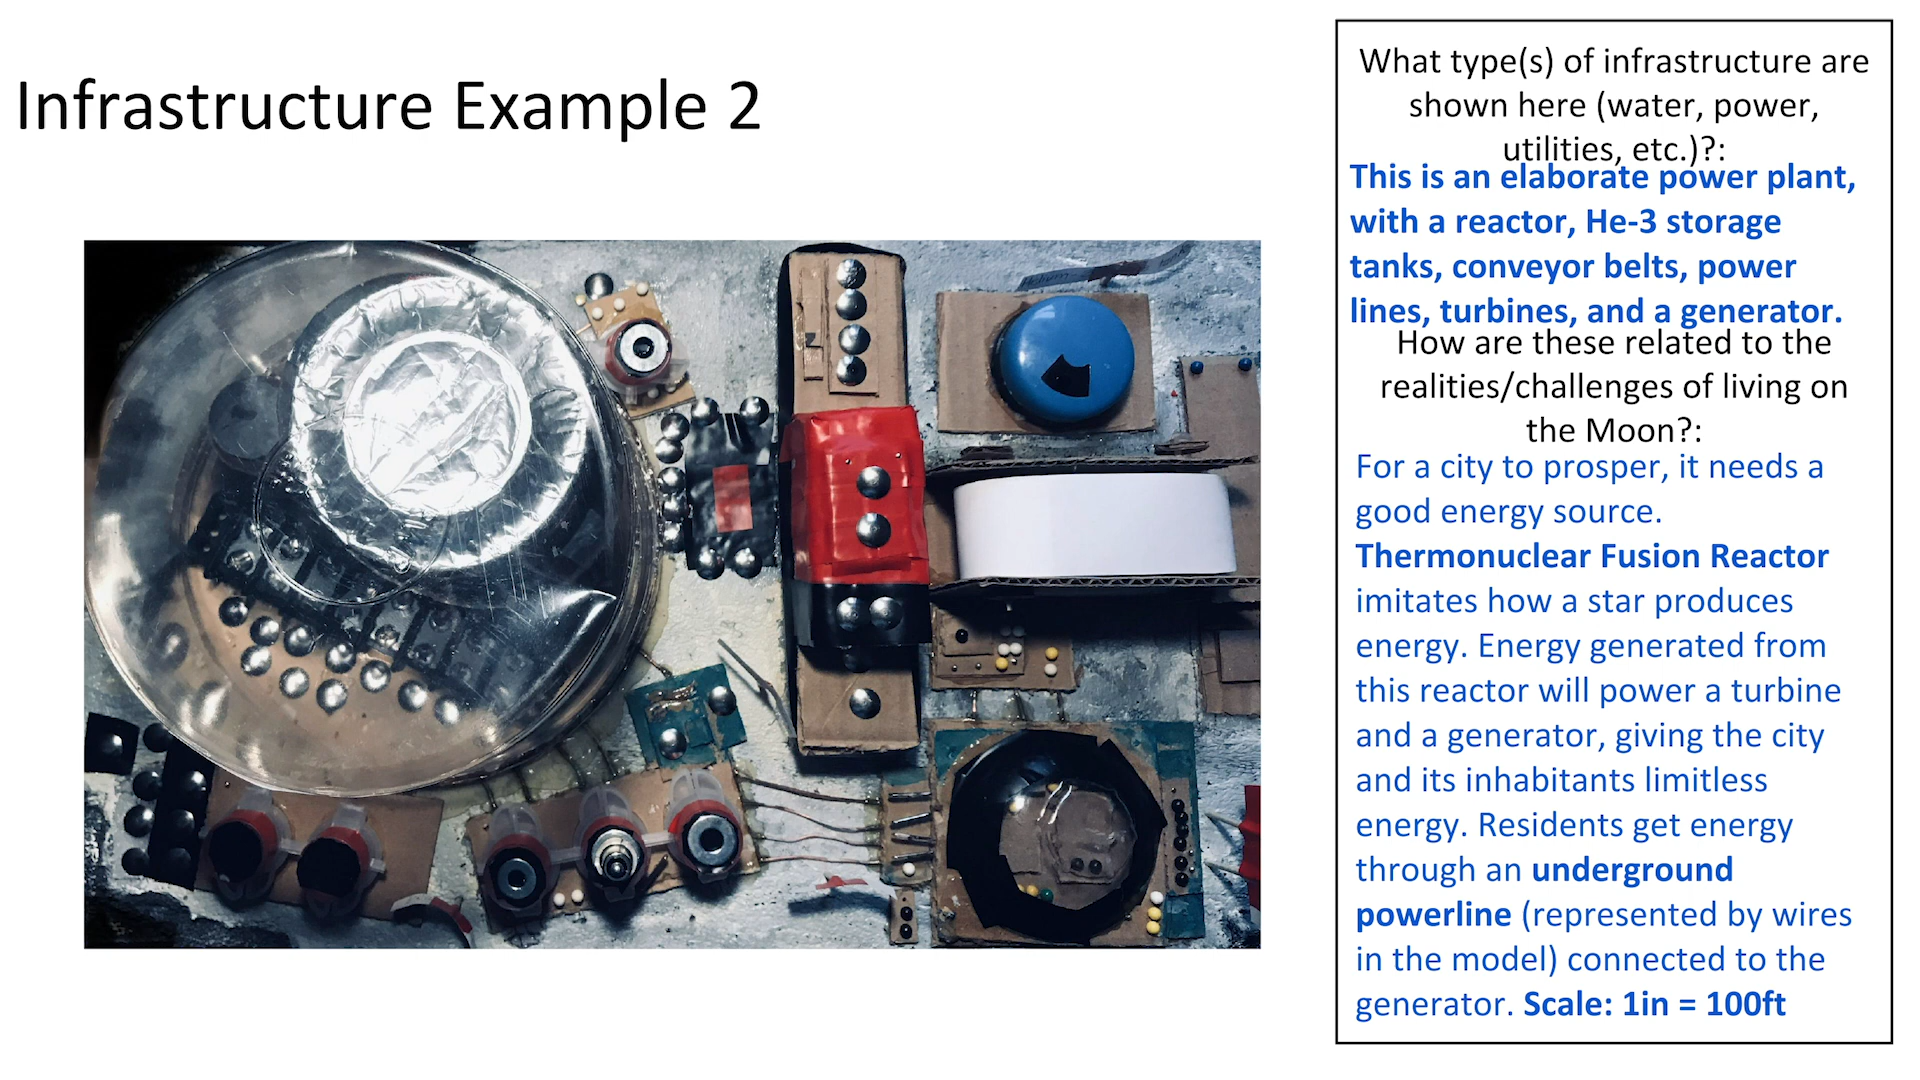 Infrastructure Example 2
What type(s) of infrastructure are
shown here (water, power,
utilities, etc.)?:
This is an elaborate power plant,
with a reactor, He-3 storage
tanks, conveyor belts, power
lines, turbines, and a generator.
How are these related to the
realities/challenges of living on
the Moon?:
For a city to prosper, it needs a
good energy source.
Thermonuclear Fusion Reactor
imitates how a star produces
energy. Energy generated from
this reactor will power a turbine
and a generator, giving the city
and its inhabitants limitless
energy. Residents get energy
through an underground
powerline (represented by wires
in the model) connected to the
generator. Scale: 1in = 100ft